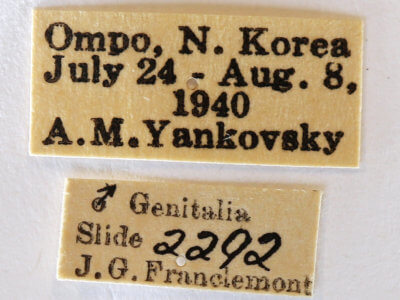 Ompo, N. Korea
July 24 - Aug. 8,
1940
A.M.Yankovsky
♂ Genitalia
Slide 2292
J.G. Franclemont